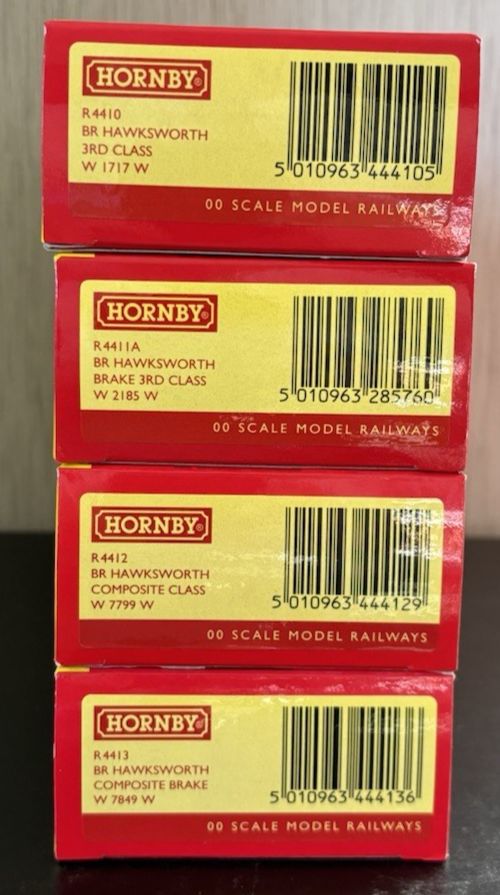 HORNBY®
R4410
BR HAWKSWORTH
3RD CLASS
W 1717 W
5 010963 444105
00 SCALE MODEL RAILWAYS
HORNBY®
R4411A
BR HAWKSWORTH
BRAKE 3RD CLASS
W 2185 W
5 010963 285760
00 SCALE MODEL RAILWAYS
HORNBY®
R4412
BR HAWKSWORTH
COMPOSITE CLASS
W 7799 W
5 010963 444129
00 SCALE MODEL RAILWAYS
HORNBY®
R4413
BR HAWKSWORTH
COMPOSITE BRAKE
W 7849 W
5 010963 444136
00 SCALE MODEL RAILWAYS